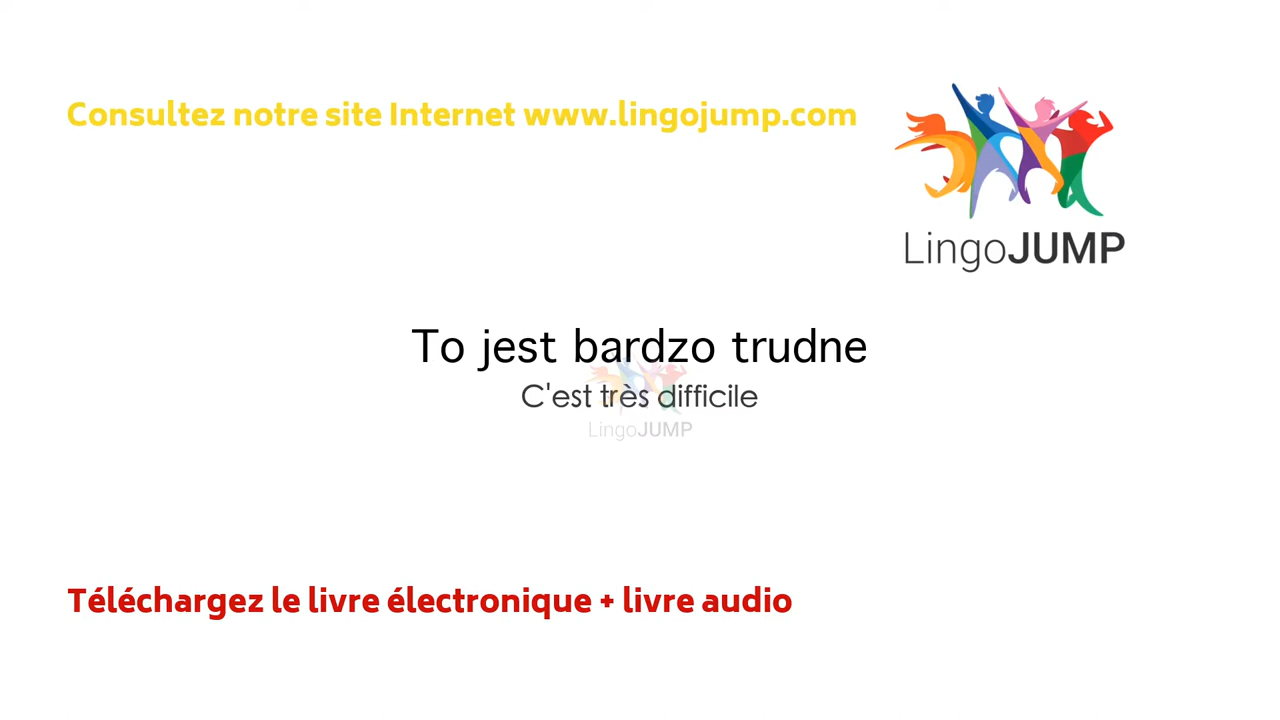 Consultez notre site Internet www.lingojump.com
LingoJUMP
To jest bardzo trudne
C'est très difficile
LingoJUMP
Téléchargez le livre électronique + livre audio